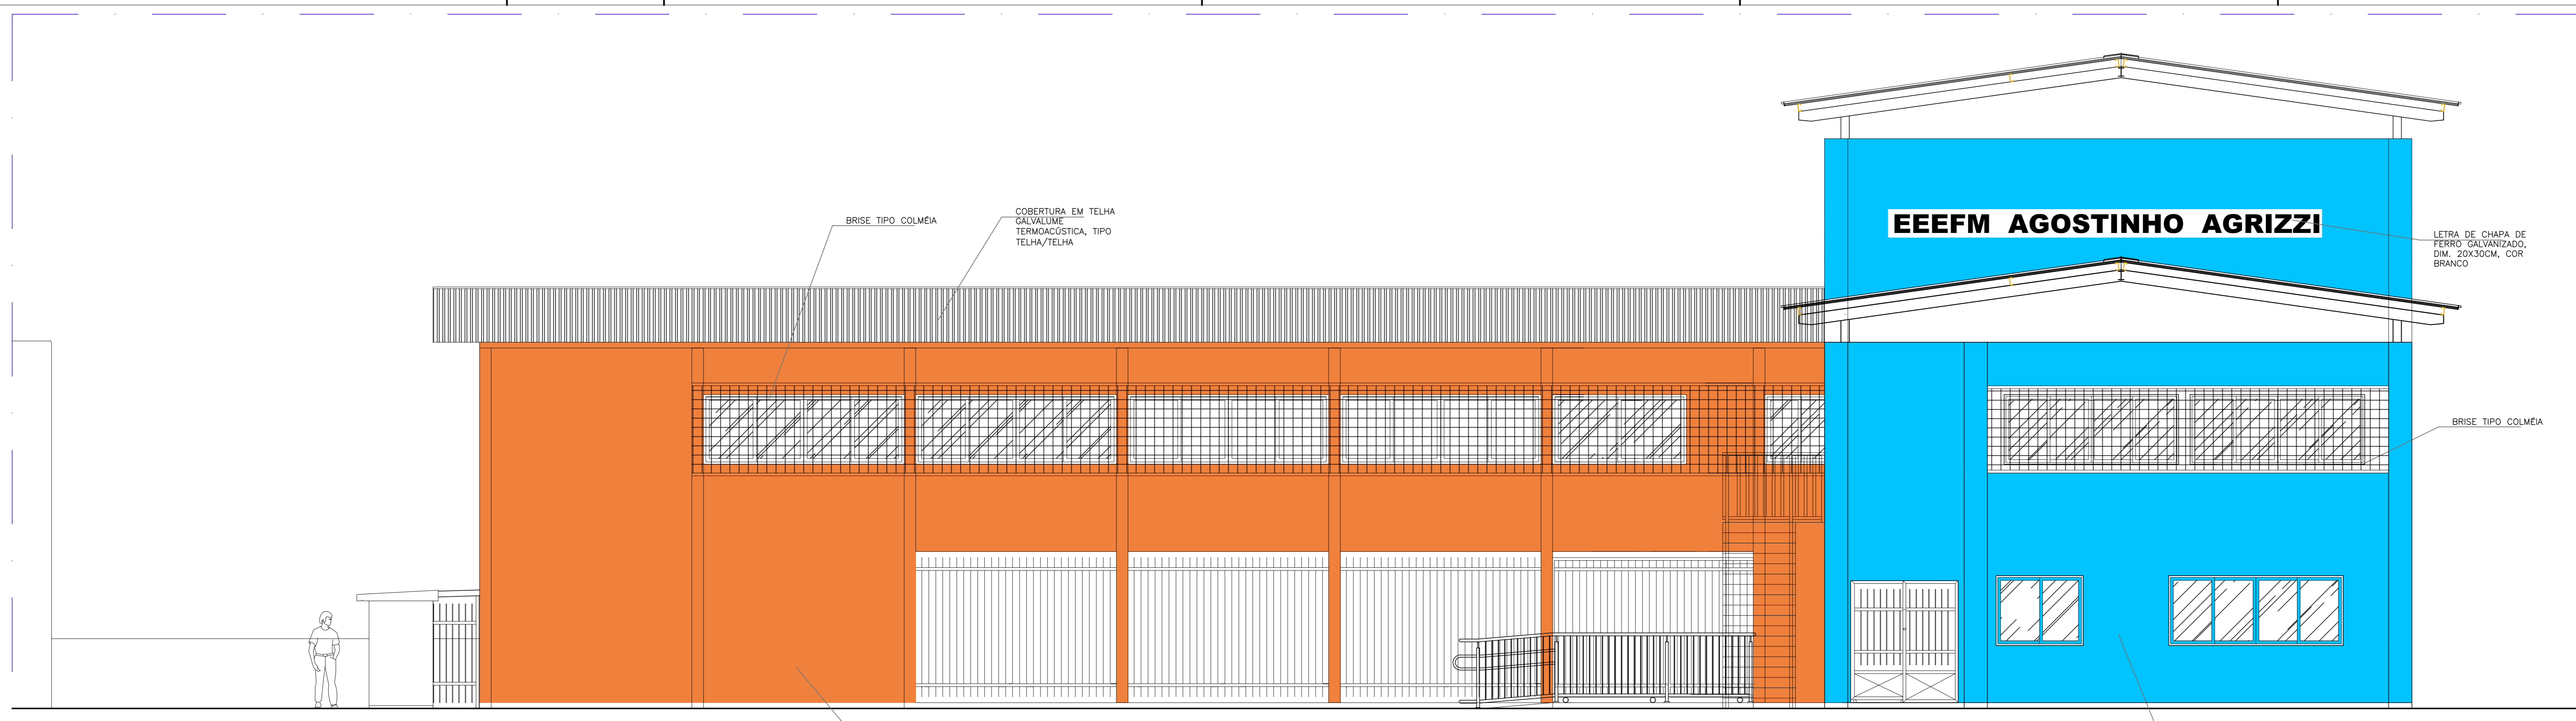 BRISE TIPO COLMÉIA
COBERTURA EM TELHA
GALVALUME
TERMOACÚSTICA, TIPO
TELHA/TELHA
EEEFM AGOSTINHO AGRIZZI
LETRA DE CHAPA DE
FERRO GALVANIZADO,
DIM. 20X30CM, COR
BRANCO
BRISE TIPO COLMÉIA